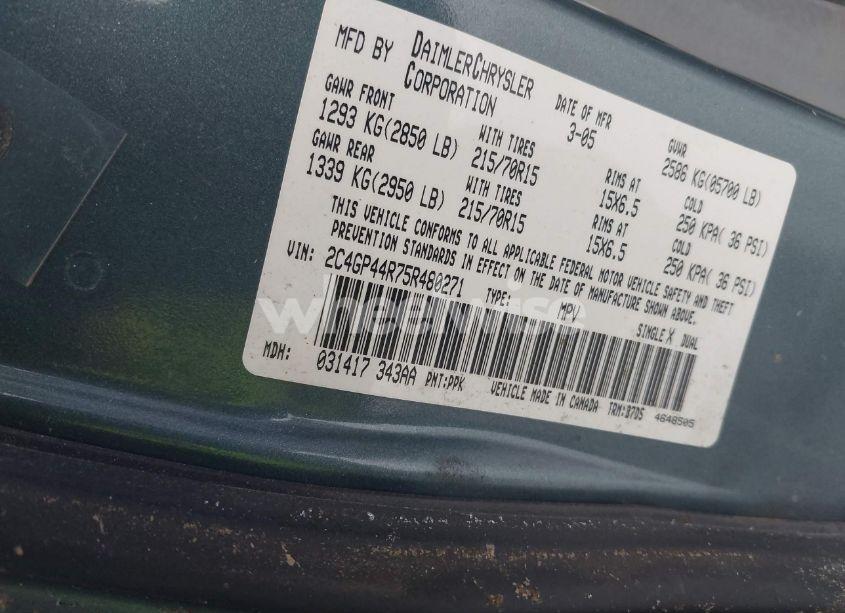 MFD BY DAIMLERCHRYSLER CORPORATION
DATE OF MFR 3-05
GVWR 2586 KG(05700 LB)
GAWR FRONT 1293 KG(2850 LB) WITH TIRES 215/70R15 RIMS AT 15X6.5 COLD 250 KPA( 36 PSI)
GAWR REAR 1339 KG(2950 LB) WITH TIRES 215/70R15 RIMS AT 15X6.5 COLD 250 KPA( 36 PSI)
THIS VEHICLE CONFORMS TO ALL APPLICABLE FEDERAL MOTOR VEHICLE SAFETY AND THEFT
PREVENTION STANDARDS IN EFFECT ON THE DATE OF MANUFACTURE SHOWN ABOVE.
VIN: 2C4GP44R75R480271 TYPE: MPV SINGLE X DUAL
wheelwise
MDH: 031417 343AA PNT:PPK VEHICLE MADE IN CANADA TRM:B7D5 4648505